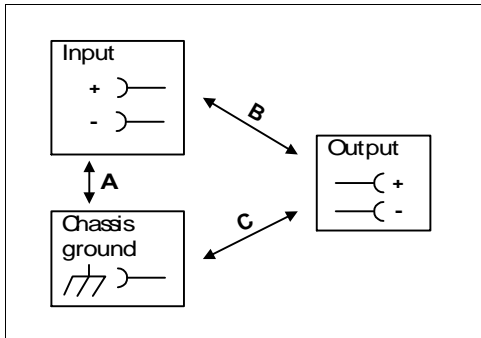 Input
+
-
B
Output
+
-
A
Chassis
ground
C